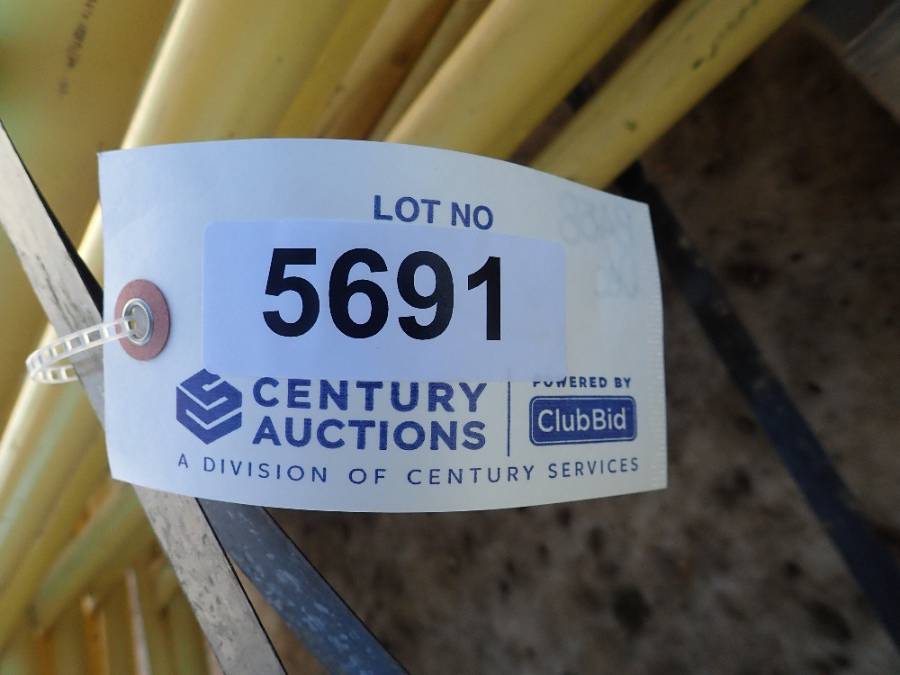 LOT NO
5691
CENTURY
AUCTIONS
A DIVISION OF CENTURY SERVICES
POWERED BY
ClubBid